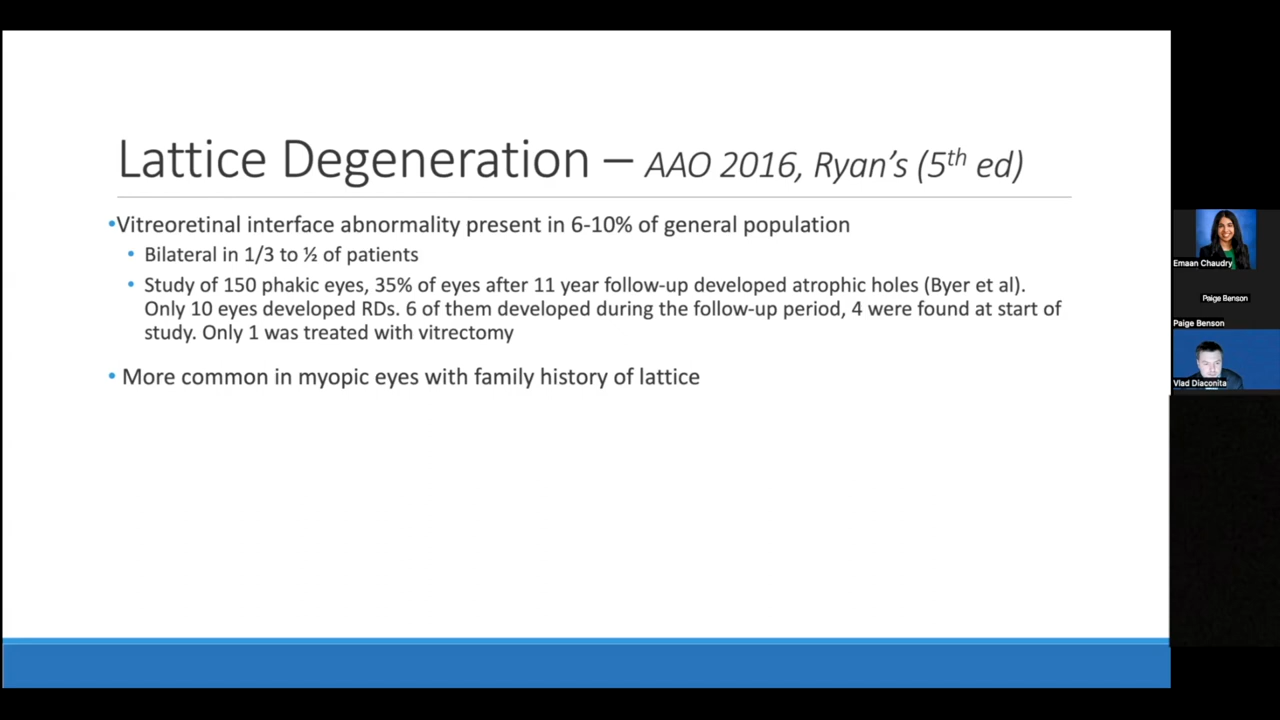 Lattice Degeneration – AAO 2016, Ryan's (5th ed)
•Vitreoretinal interface abnormality present in 6-10% of general population
• Bilateral in 1/3 to ½ of patients
• Study of 150 phakic eyes, 35% of eyes after 11 year follow-up developed atrophic holes (Byer et al).
Only 10 eyes developed RDs. 6 of them developed during the follow-up period, 4 were found at start of
study. Only 1 was treated with vitrectomy
• More common in myopic eyes with family history of lattice
Emaan Chaudry
Paige Benson
Paige Benson
Vlad Diaconita